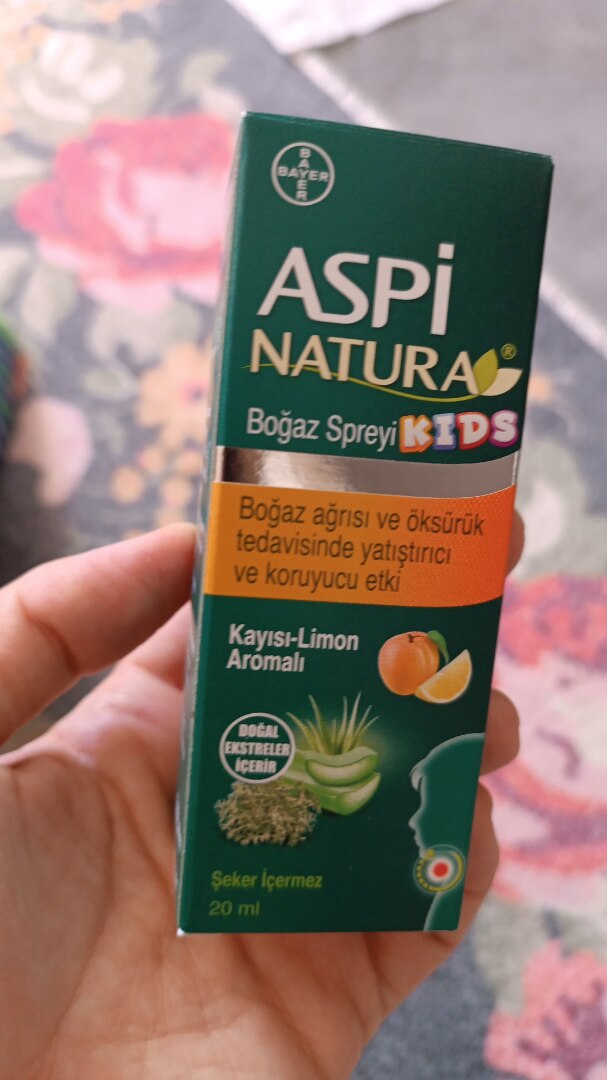 BAYER
BAYER
ASPİ
NATURA®
Boğaz Spreyi KIDS
Boğaz ağrısı ve öksürük
tedavisinde yatıştırıcı
ve koruyucu etki
Kayısı-Limon
Aromalı
DOĞAL
EKSTRELER
İÇERİR
Şeker İçermez
20 ml